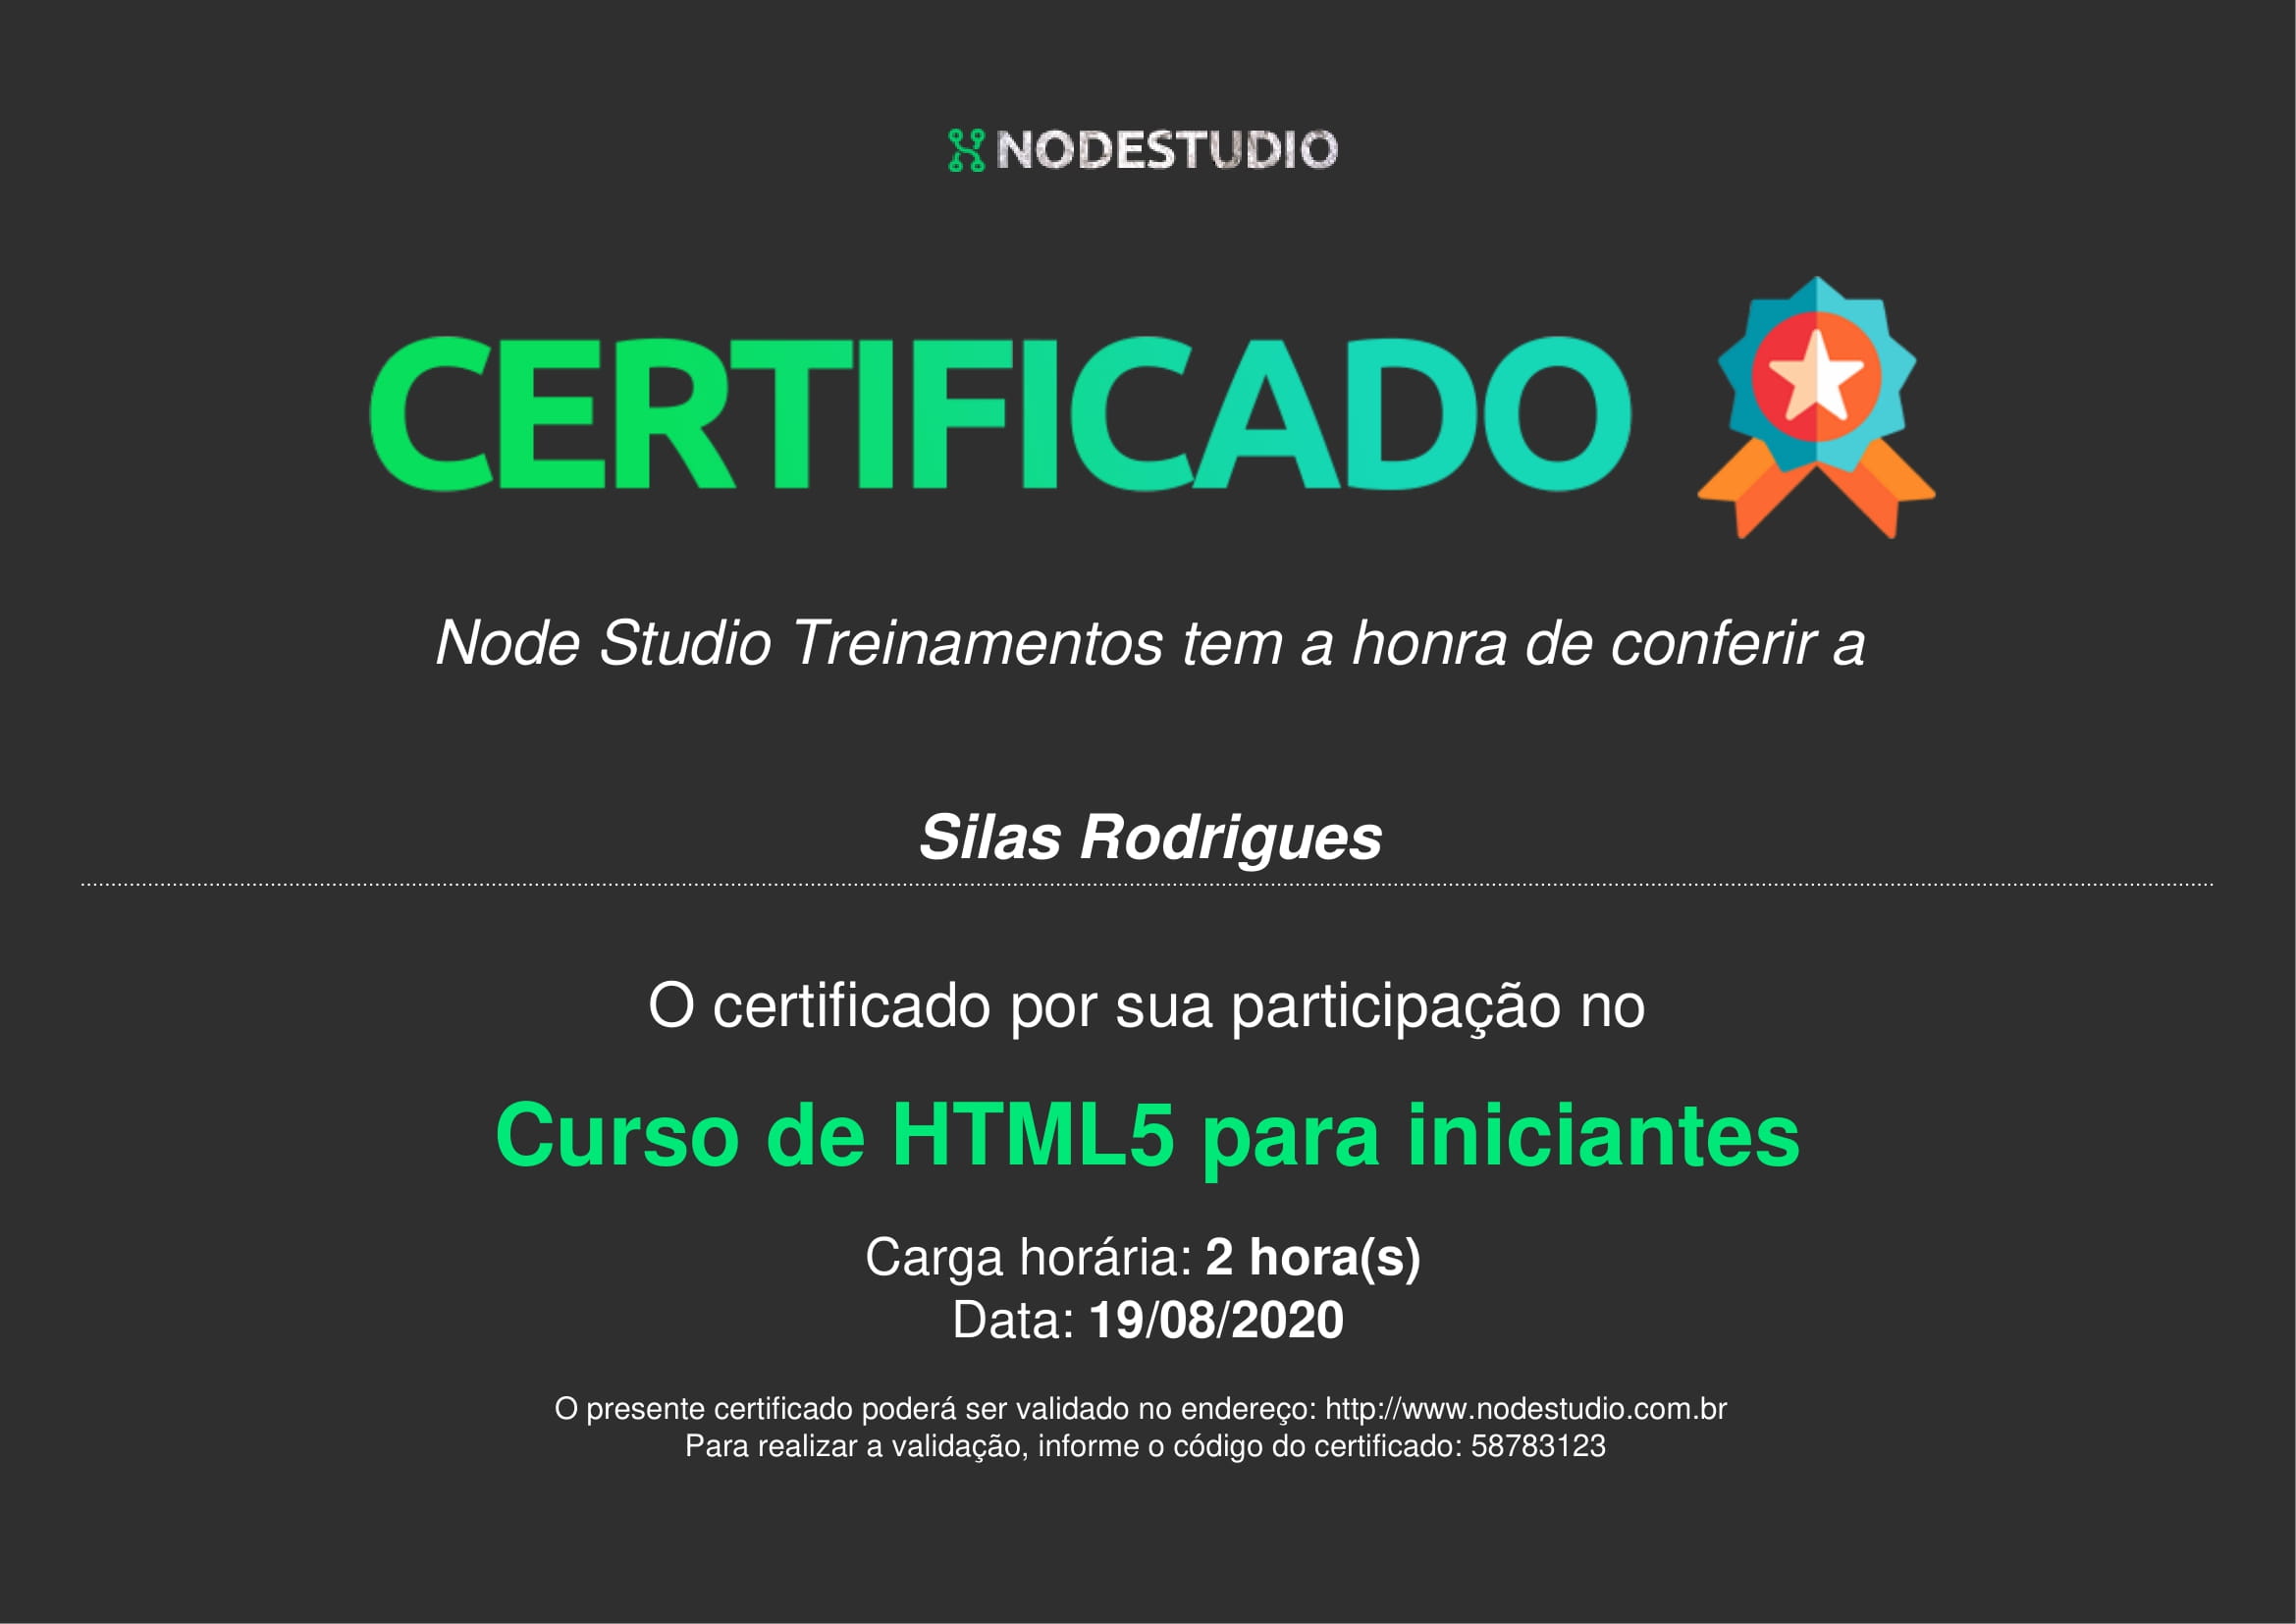 NODESTUDIO
CERTIFICADO
Node Studio Treinamentos tem a honra de conferir a
Silas Rodrigues
O certificado por sua participação no
Curso de HTML5 para iniciantes
Carga horária: 2 hora(s)
Data: 19/08/2020
O presente certificado poderá ser validado no endereço: http://www.nodestudio.com.br
Para realizar a validação, informe o código do certificado: 58783123